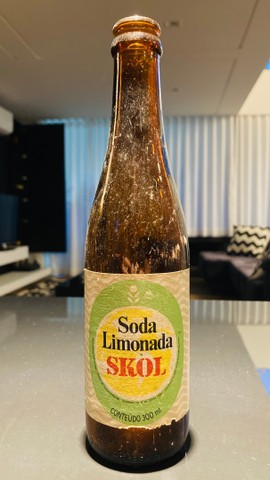 Soda
Limonada
SKOL
CONTEÚDO 300 ml